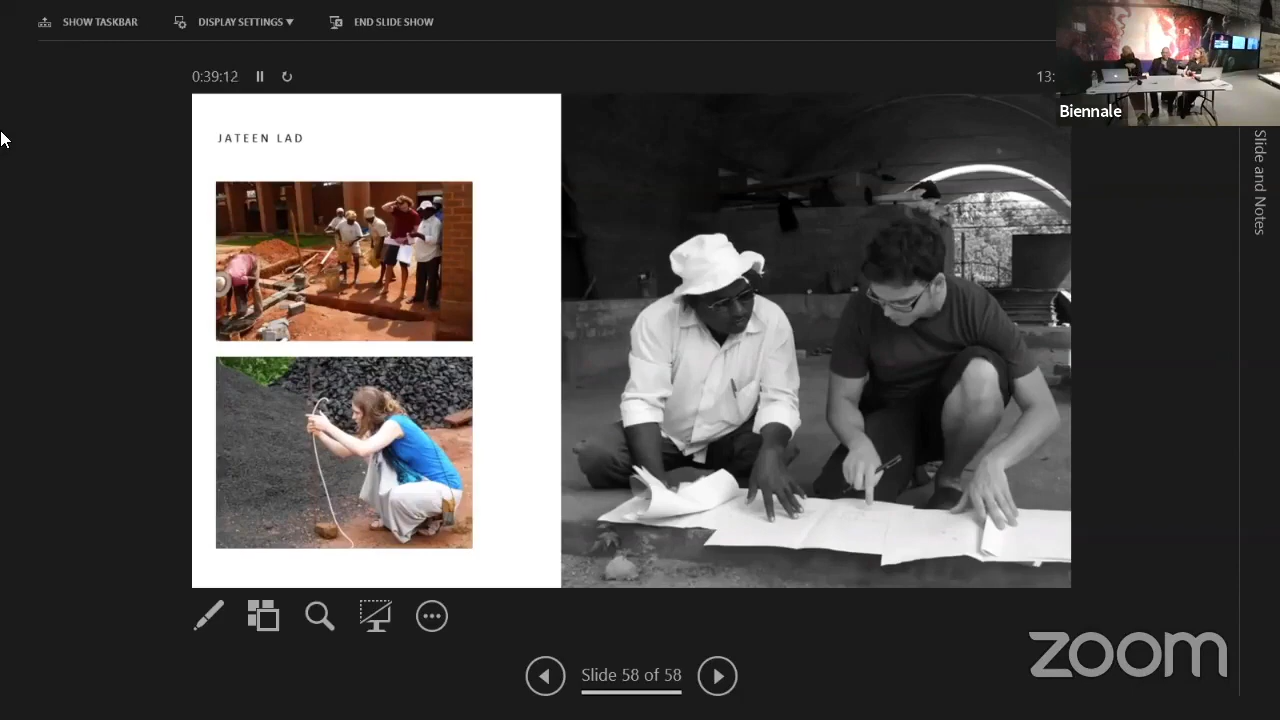 SHOW TASKBAR
DISPLAY SETTINGS ▼
END SLIDE SHOW
0:39:12
13:
Biennale
JATEEN LAD
Slide and Notes
Slide 58 of 58
zoom